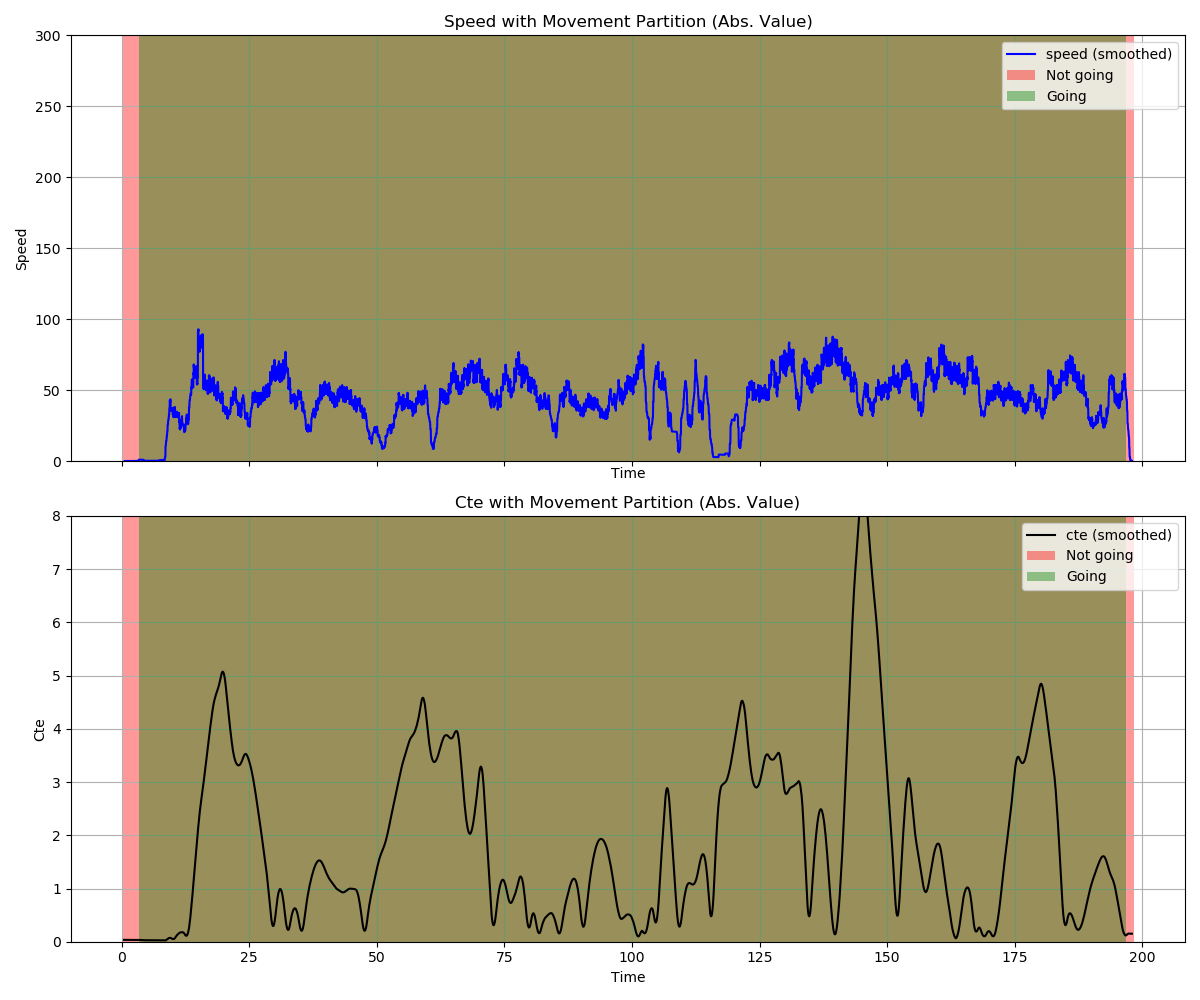 Speed with Movement Partition (Abs. Value)
300
250
200
150
100
50
0
Speed
Time
speed (smoothed)
Not going
Going
Cte with Movement Partition (Abs. Value)
8
7
6
5
4
3
2
1
0
Cte
cte (smoothed)
Not going
Going
0 25 50 75 100 125 150 175 200
Time